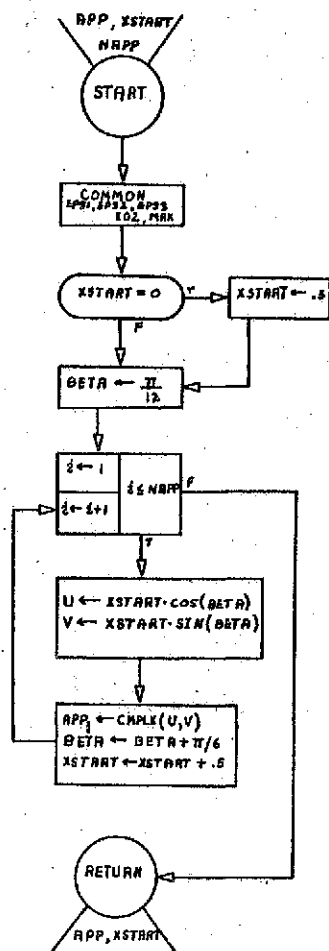 APP, XSTART
NAPP
START
COMMON
EPS1, EPS2, EPS3
IO2, MAX
XSTART = 0
T
XSTART ← .5
F
BETA ← π/12
i ← 1
i ← i+1
i ≤ NAPP
F
T
U ← XSTART·COS(BETA)
V ← XSTART·SIN(BETA)
APPi ← CMPLX(U,V)
BETA ← BETA + π/6
XSTART ← XSTART + .5
RETURN
APP, XSTART